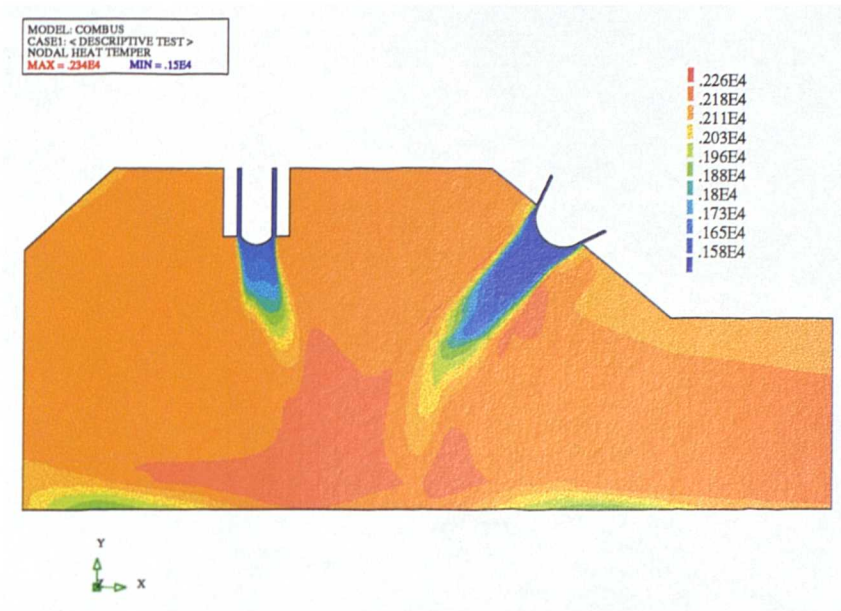 MODEL: COMBUS
CASE1: < DESCRIPTIVE TEST >
NODAL HEAT TEMPER
MAX = .234E4 MIN = .15E4
.226E4
.218E4
.211E4
.203E4
.196E4
.188E4
.18E4
.173E4
.165E4
.158E4
Y
X